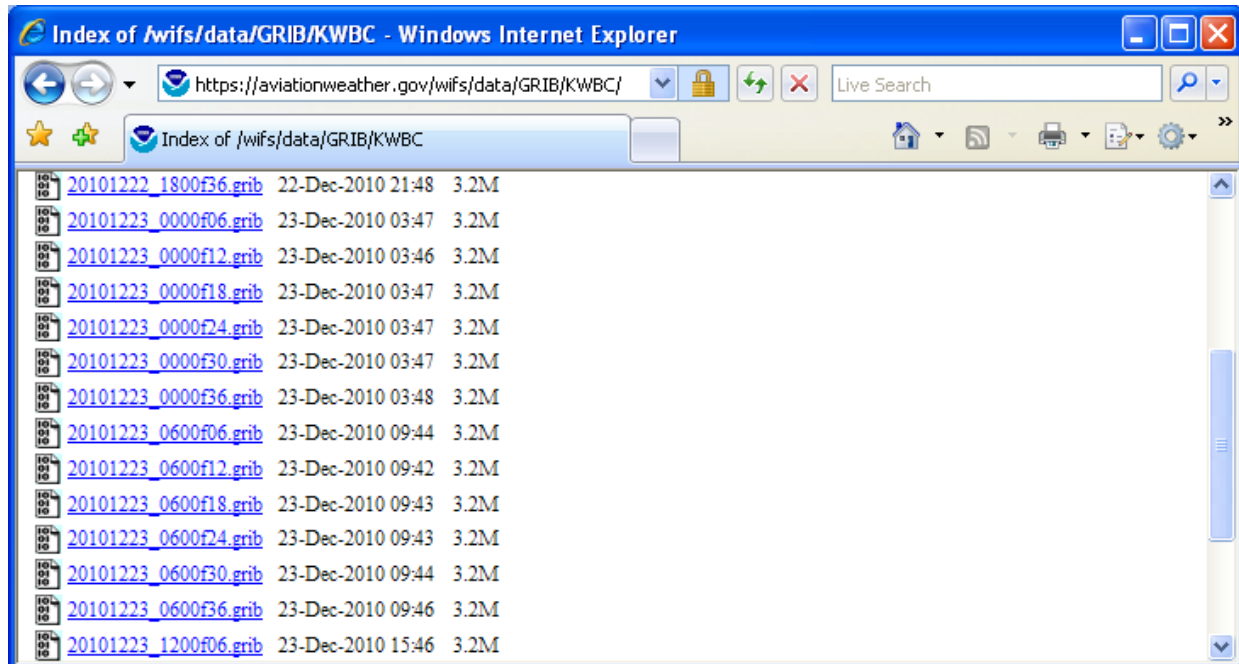 Index of /wifs/data/GRIB/KWBC - Windows Internet Explorer
https://aviationweather.gov/wifs/data/GRIB/KWBC/ Live Search
Index of /wifs/data/GRIB/KWBC »
20101222_1800f36.grib 22-Dec-2010 21:48 3.2M
20101223_0000f06.grib 23-Dec-2010 03:47 3.2M
20101223_0000f12.grib 23-Dec-2010 03:46 3.2M
20101223_0000f18.grib 23-Dec-2010 03:47 3.2M
20101223_0000f24.grib 23-Dec-2010 03:47 3.2M
20101223_0000f30.grib 23-Dec-2010 03:47 3.2M
20101223_0000f36.grib 23-Dec-2010 03:48 3.2M
20101223_0600f06.grib 23-Dec-2010 09:44 3.2M
20101223_0600f12.grib 23-Dec-2010 09:42 3.2M
20101223_0600f18.grib 23-Dec-2010 09:43 3.2M
20101223_0600f24.grib 23-Dec-2010 09:43 3.2M
20101223_0600f30.grib 23-Dec-2010 09:44 3.2M
20101223_0600f36.grib 23-Dec-2010 09:46 3.2M
20101223_1200f06.grib 23-Dec-2010 15:46 3.2M